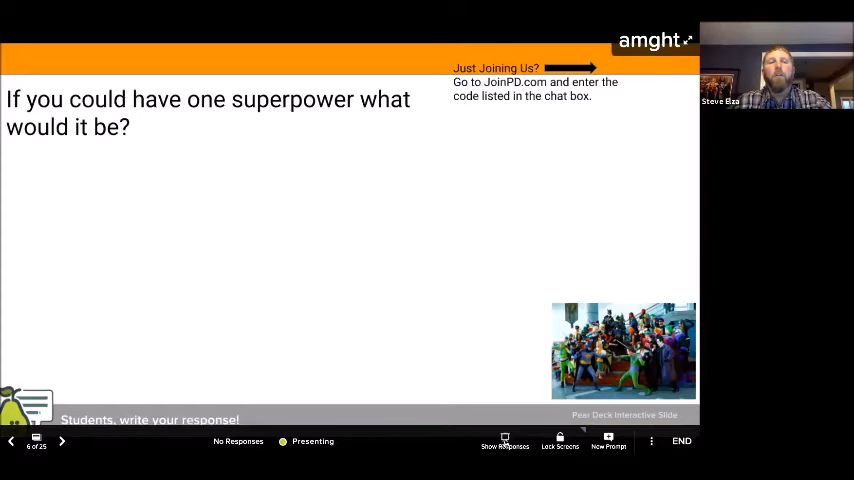 amght
Just Joining Us?
Go to JoinPD.com and enter the
code listed in the chat box.
If you could have one superpower what
would it be?
Steve Elza
Students, write your response!
Pear Deck Interactive Slide
6 of 25
No Responses
Presenting
Show Responses
Lock Screens
New Prompt
END